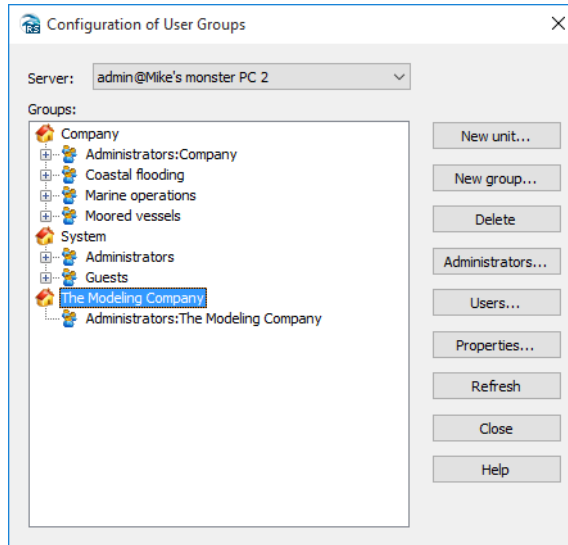 Configuration of User Groups
Server: admin@Mike's monster PC 2
Groups:
Company
Administrators:Company
Coastal flooding
Marine operations
Moored vessels
System
Administrators
Guests
The Modeling Company
Administrators:The Modeling Company
New unit...
New group...
Delete
Administrators...
Users...
Properties...
Refresh
Close
Help